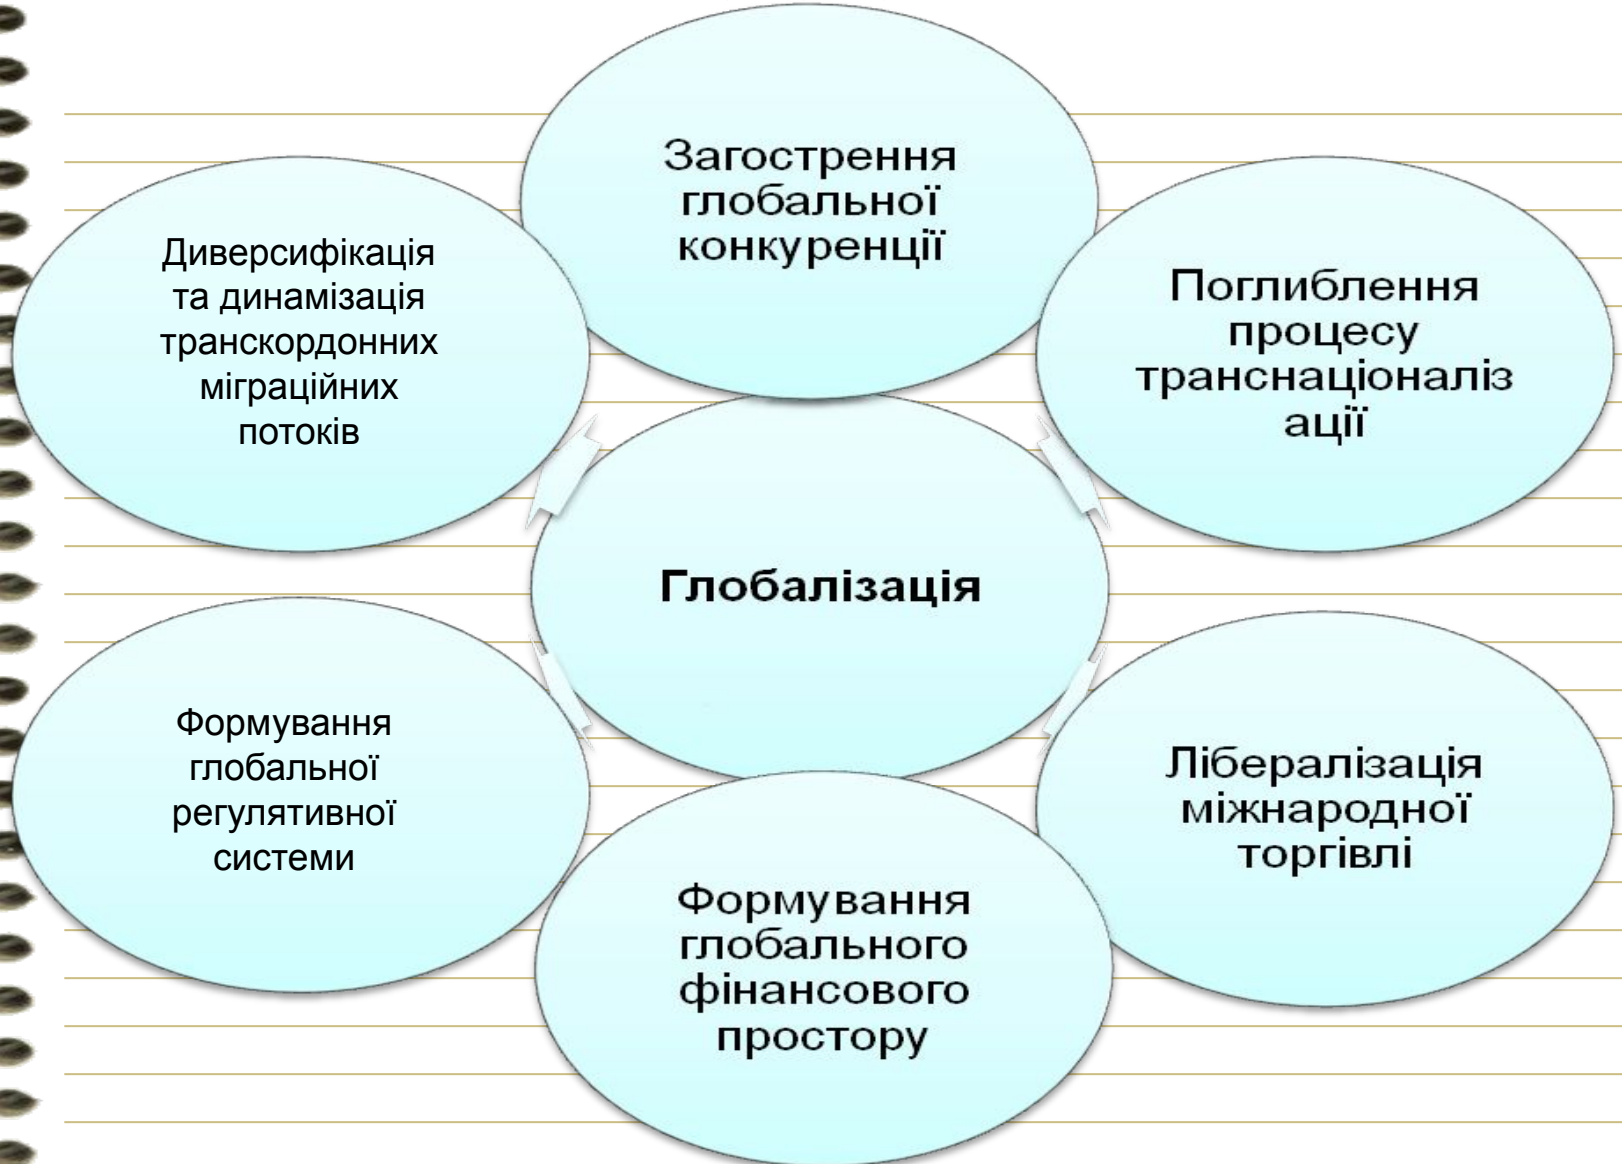 Загострення
глобальної
конкуренції
Диверсифікація
та динамізація
транскордонних
міграційних
потоків
Поглиблення
процесу
транснаціоналіз
ації
Глобалізація
Формування
глобальної
регулятивної
системи
Лібералізація
міжнародної
торгівлі
Формування
глобального
фінансового
простору